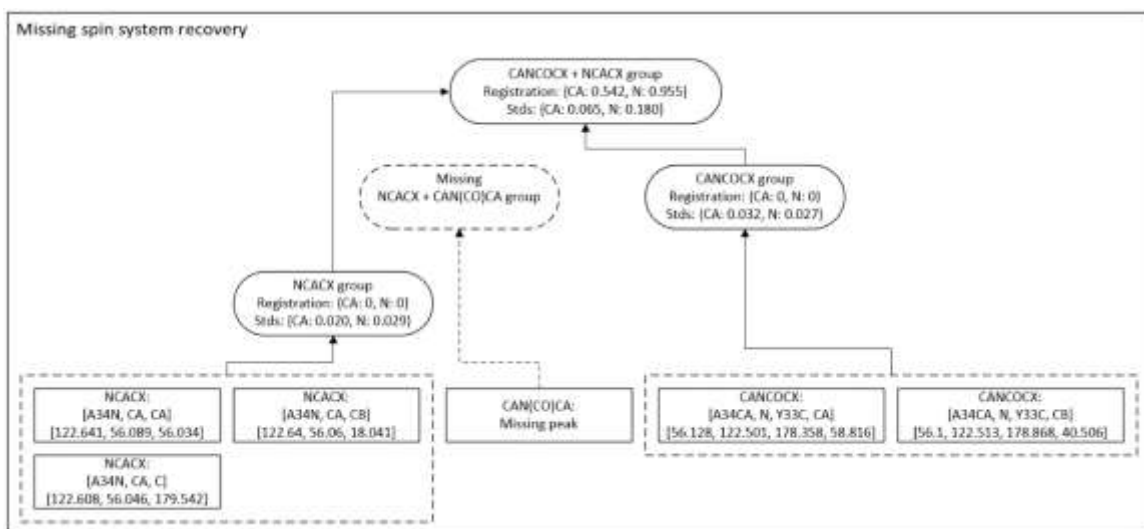 Missing spin system recovery
CANCOCX + NCACX group
Registration: {CA: 0.542, N: 0.955}
Stds: {CA: 0.065, N: 0.180}
Missing
NCACX + CAN(CO)CA group
CANCOCX group
Registration: {CA: 0, N: 0}
Stds: {CA: 0.032, N: 0.027}
NCACX group
Registration: {CA: 0, N: 0}
Stds: {CA: 0.020, N: 0.029}
NCACX:
[A34N, CA, CA]
[122.641, 56.089, 56.034]
NCACX:
[A34N, CA, CB]
[122.64, 56.06, 18.041]
CAN(CO)CA:
Missing peak
CANCOCX:
[A34CA, N, Y33C, CA]
[56.128, 122.501, 178.358, 58.816]
CANCOCX:
[A34CA, N, Y33C, CB]
[56.1, 122.513, 178.868, 40.506]
NCACX:
[A34N, CA, C]
[122.608, 56.046, 179.542]